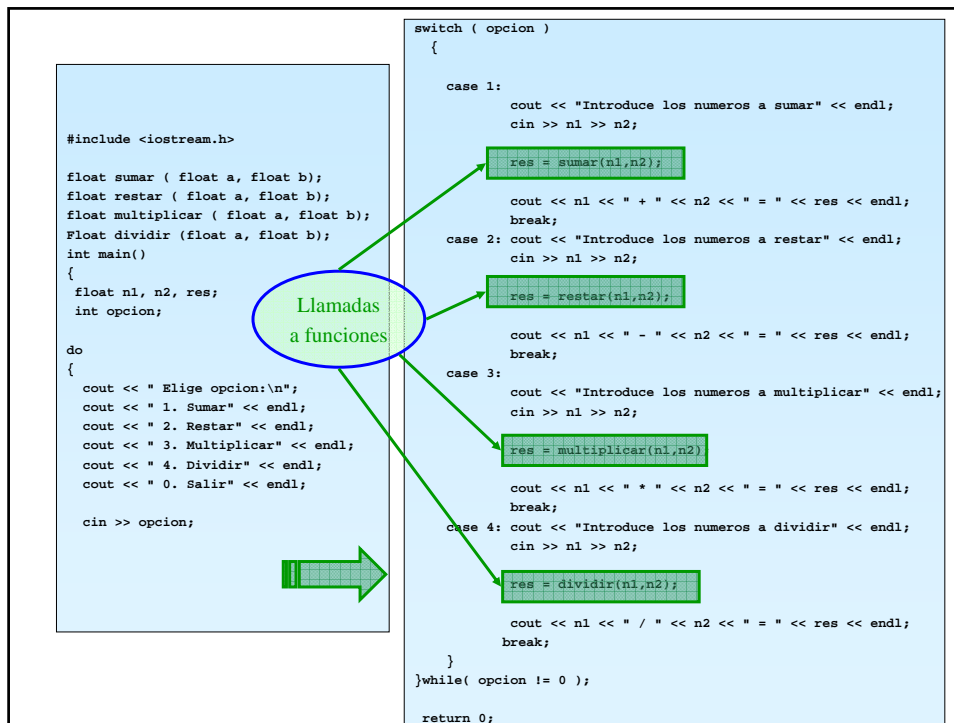 #include <iostream.h>
float sumar ( float a, float b);
float restar ( float a, float b);
float multiplicar ( float a, float b);
Float dividir (float a, float b);
int main()
{
float n1, n2, res;
int opcion;
do
{
cout << " Elige opcion:\n";
cout << " 1. Sumar" << endl;
cout << " 2. Restar" << endl;
cout << " 3. Multiplicar" << endl;
cout << " 4. Dividir" << endl;
cout << " 0. Salir" << endl;
cin >> opcion;
Llamadas
a funciones
switch ( opcion )
{
case 1:
cout << "Introduce los numeros a sumar" << endl;
cin >> n1 >> n2;
res = sumar(n1,n2);
cout << n1 << " + " << n2 << " = " << res << endl;
break;
case 2: cout << "Introduce los numeros a restar" << endl;
cin >> n1 >> n2;
res = restar(n1,n2);
cout << n1 << " - " << n2 << " = " << res << endl;
break;
case 3:
cout << "Introduce los numeros a multiplicar" << endl;
cin >> n1 >> n2;
res = multiplicar(n1,n2)
cout << n1 << " * " << n2 << " = " << res << endl;
break;
case 4: cout << "Introduce los numeros a dividir" << endl;
cin >> n1 >> n2;
res = dividir(n1,n2);
cout << n1 << " / " << n2 << " = " << res << endl;
break;
}
}while( opcion != 0 );
return 0;